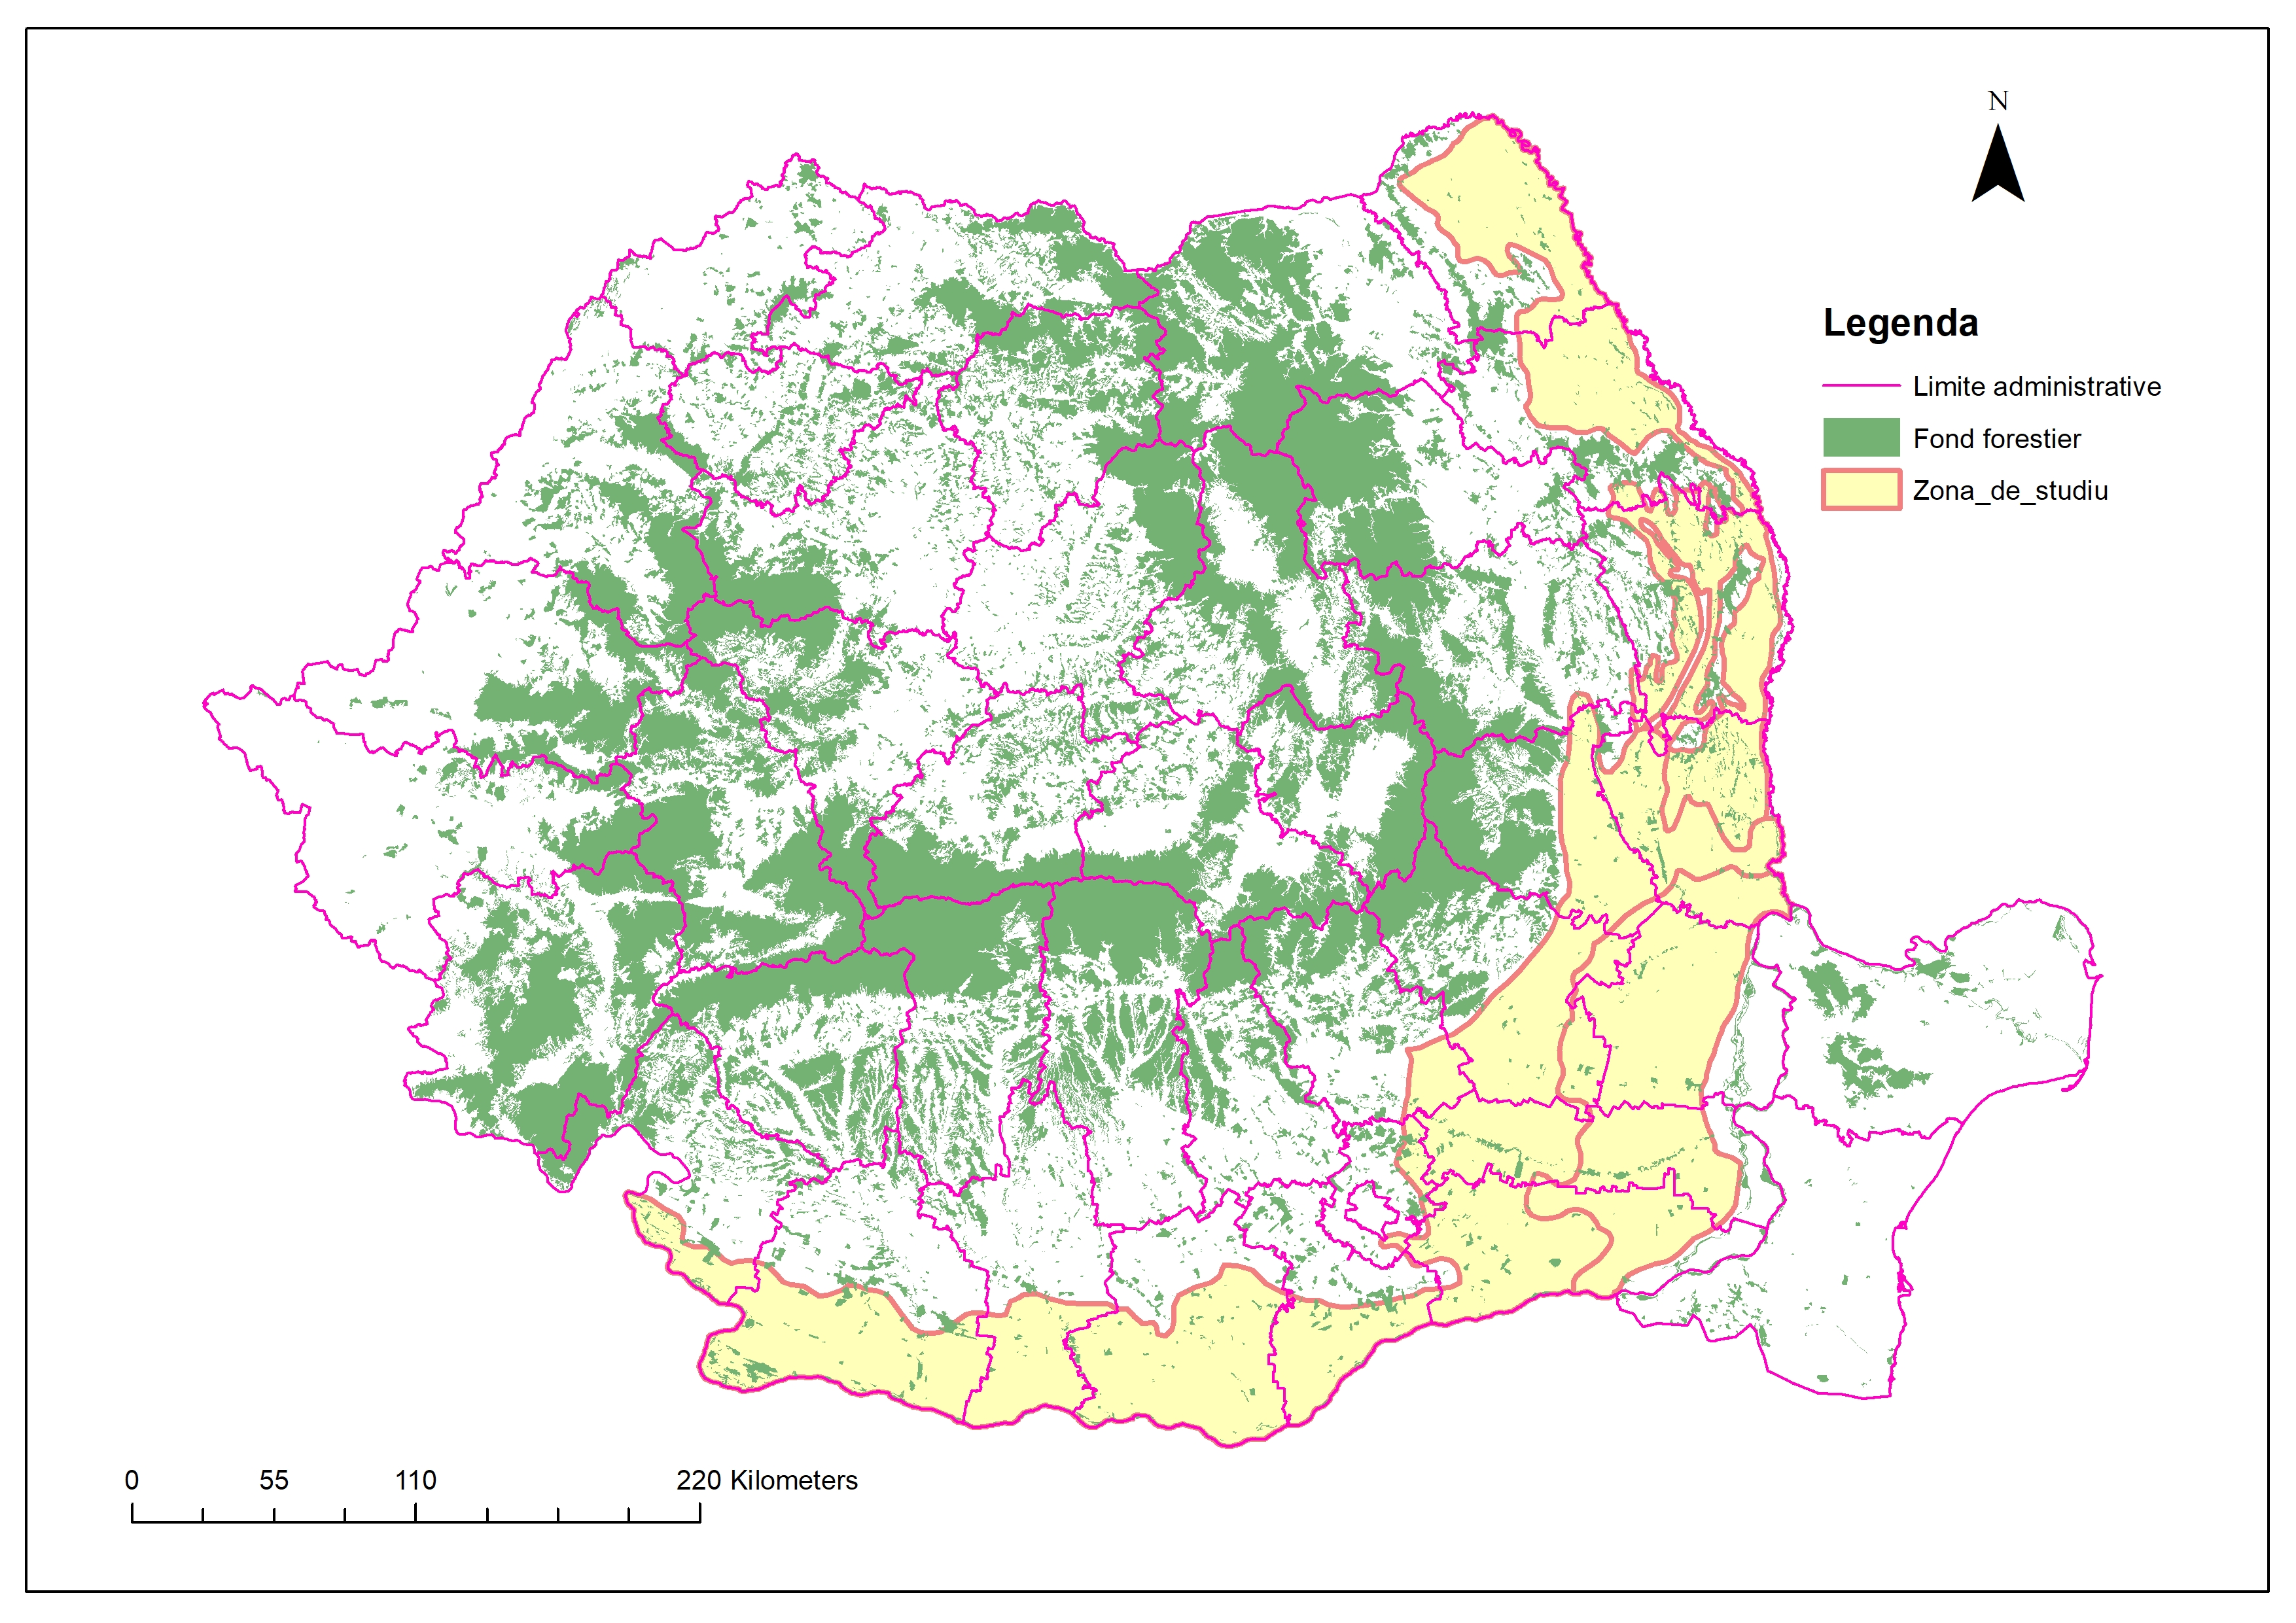 N
Legenda
Limite administrative
Fond forestier
Zona_de_studiu
0 55 110 220 Kilometers